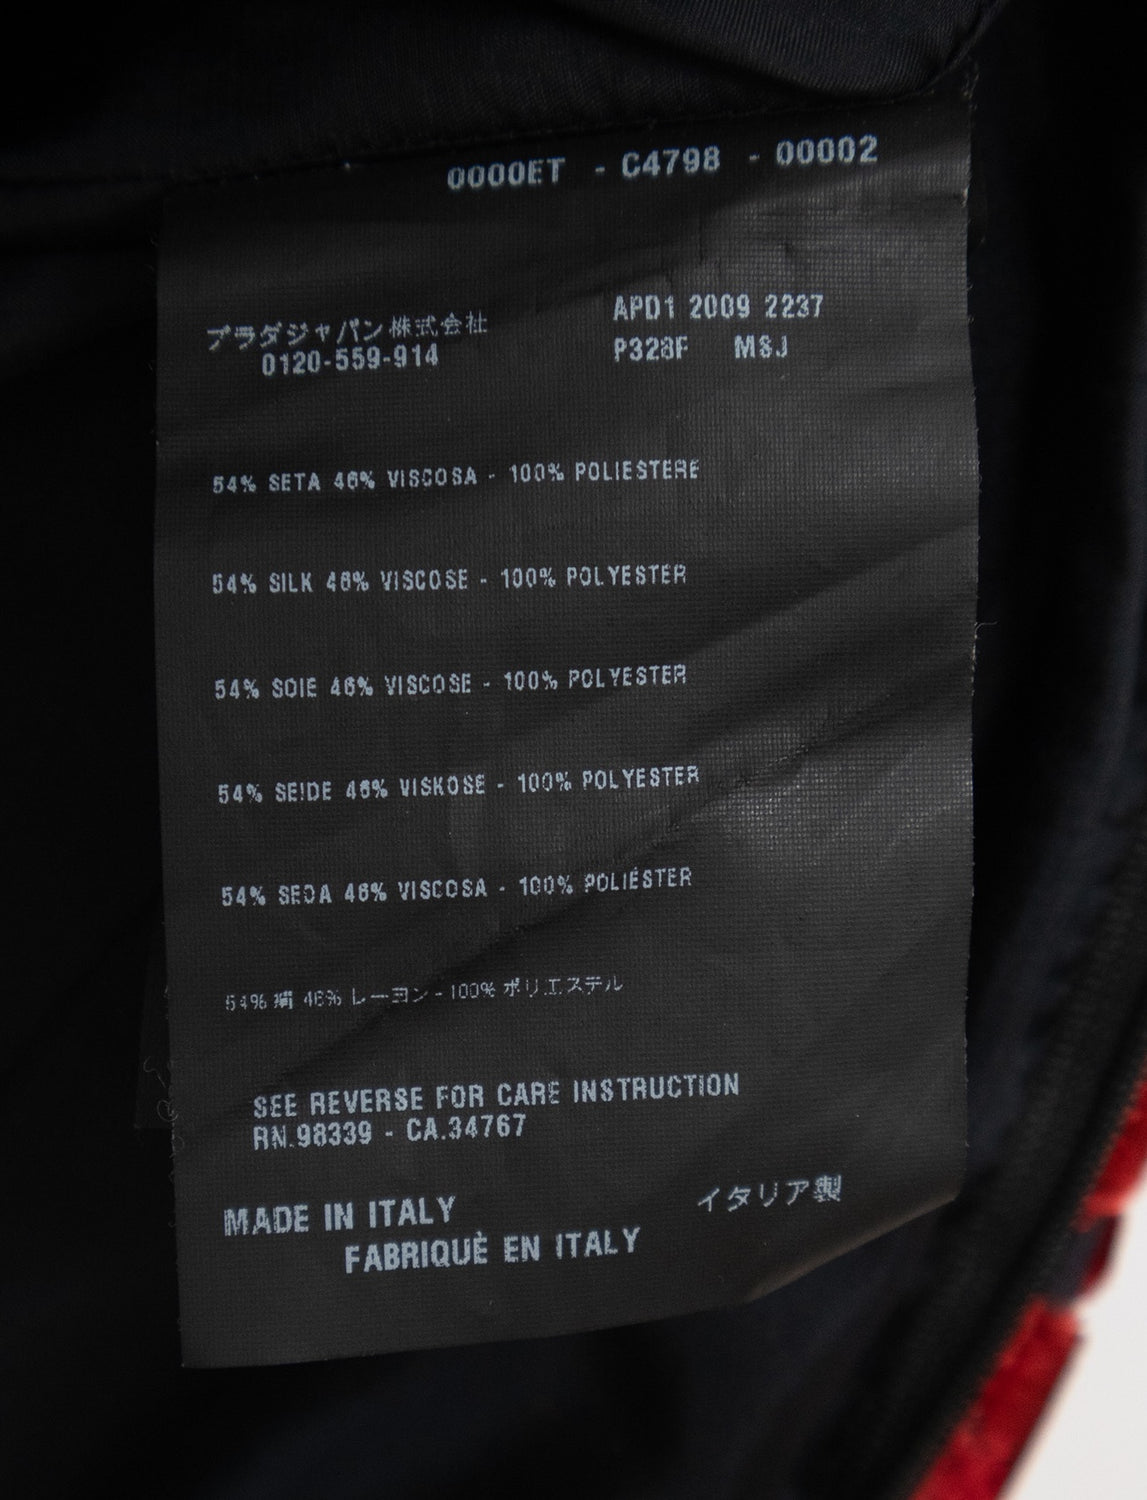 0000ET - C4798 - 00002
プラダジャパン株式会社
0120-559-914
APD1 2009 2237
P328F MSJ
54% SETA 46% VISCOSA - 100% POLIESTERE
54% SILK 46% VISCOSE - 100% POLYESTER
54% SOIE 46% VISCOSE - 100% POLYESTER
54% SEIDE 46% VISKOSE - 100% POLYESTER
54% SEDA 46% VISCOSA - 100% POLIÉSTER
54% 絹 46% レーヨン - 100% ポリエステル
SEE REVERSE FOR CARE INSTRUCTION
RN.98339 - CA.34767
MADE IN ITALY
イタリア製
FABRIQUÈ EN ITALY